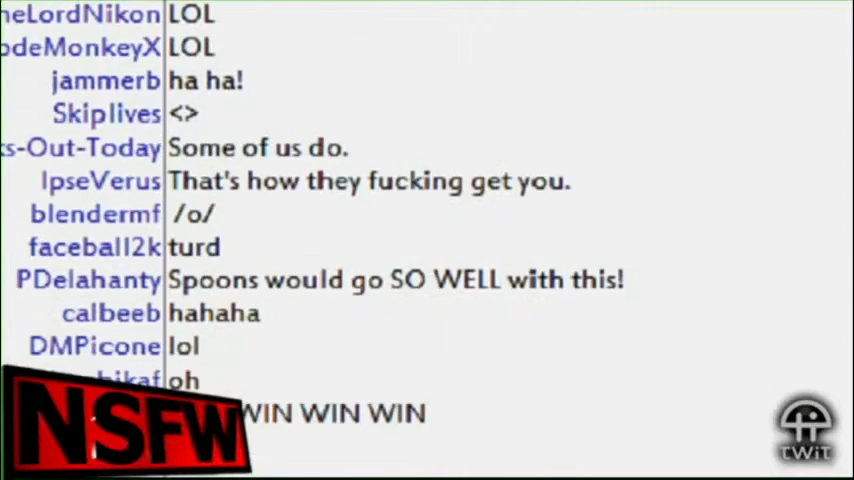 neLordNikon LOL
odeMonkeyX LOL
jammerb ha ha!
Skiplives <>
ks-Out-Today Some of us do.
IpseVerus That's how they fucking get you.
blendermf /o/
faceball2k turd
PDelahanty Spoons would go SO WELL with this!
calbeeb hahaha
DMPicone lol
oh
WIN WIN WIN
NSFW
TWiT